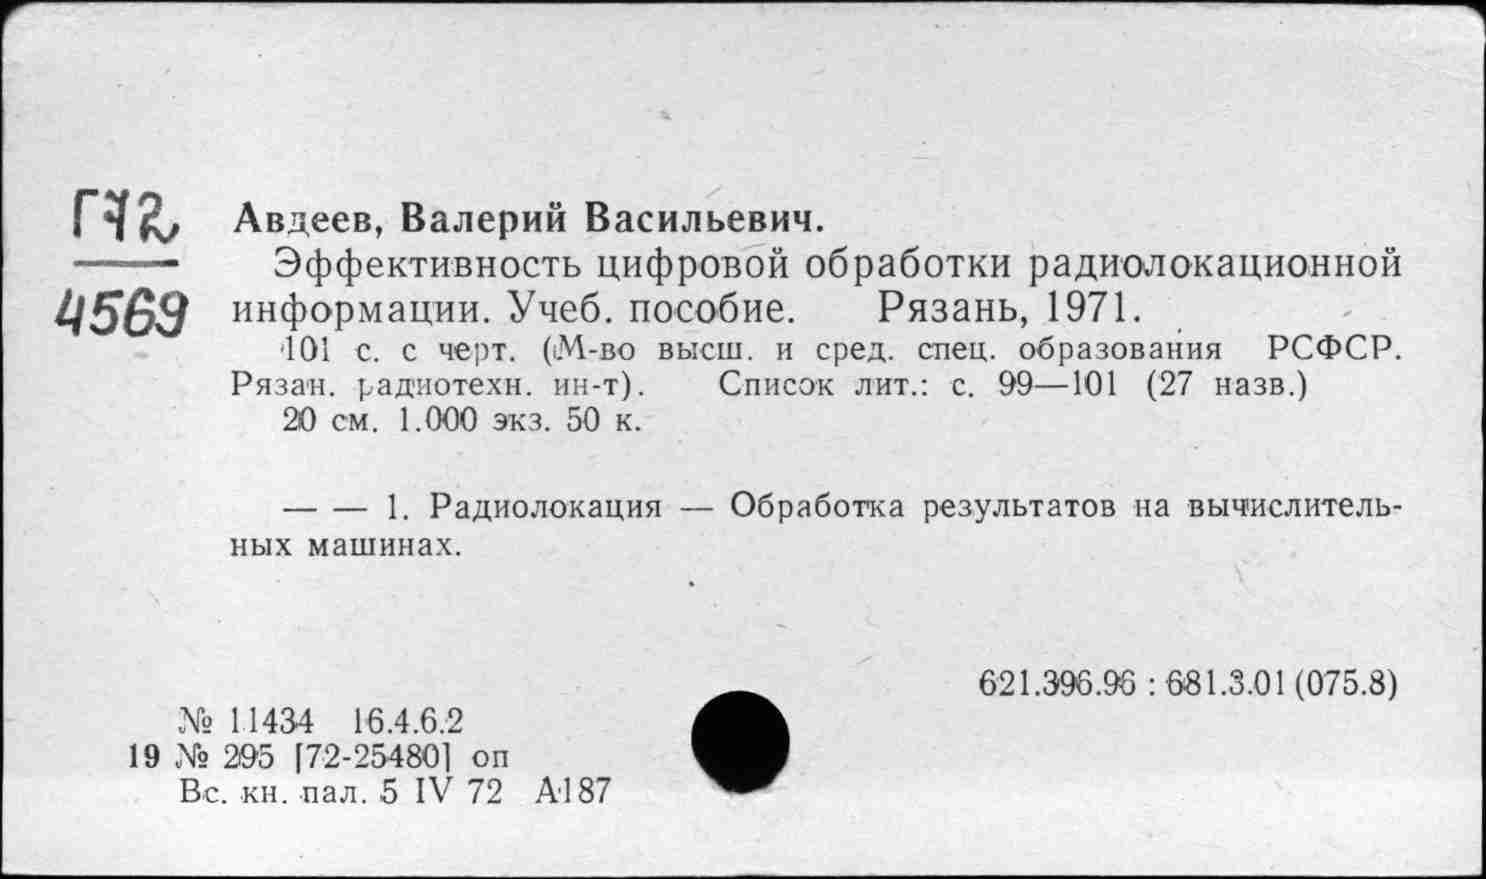 Г72
4569
Авдеев, Валерий Васильевич.
Эффективность цифровой обработки радиолокационной
информации. Учеб. пособие. Рязань, 1971.
101 с. с черт. (М-во высш. и сред. спец. образования РСФСР.
Рязан. радиотехн. ин-т). Список лит.: с. 99—101 (27 назв.)
20 см. 1.000 экз. 50 к.
— — 1. Радиолокация — Обработка результатов на вычислитель-
ных машинах.
621.396.96 : 681.3.01 (075.8)
№ 11434 16.4.6.2
19 № 295 [72-25480] оп
Вс. кн. пал. 5 IV 72 А187